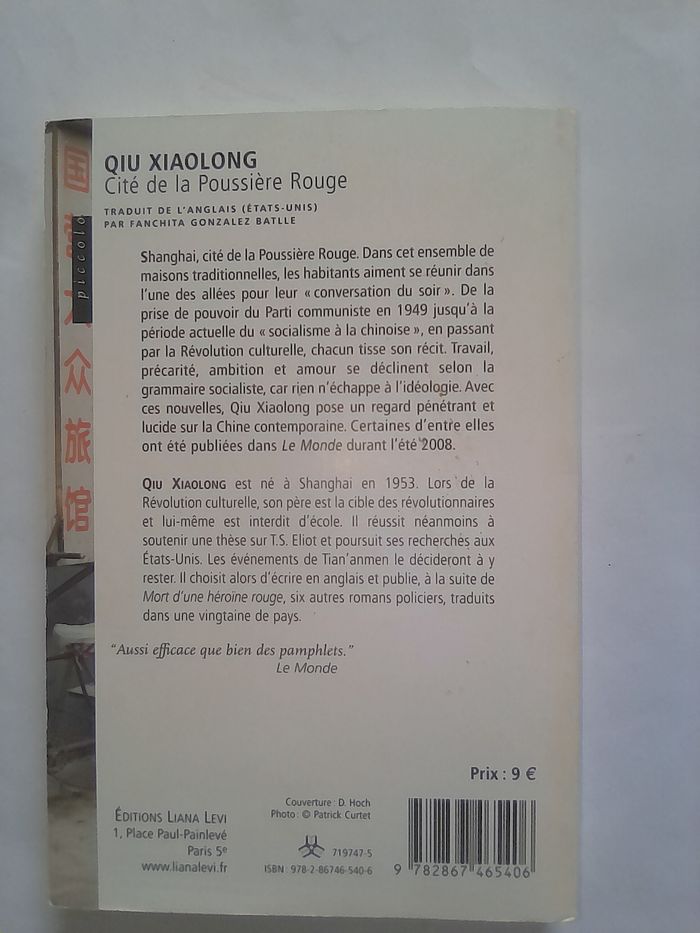 国
大
众
旅
馆
piccolo
QIU XIAOLONG
Cité de la Poussière Rouge
TRADUIT DE L'ANGLAIS (ÉTATS-UNIS)
PAR FANCHITA GONZALEZ BATLLE
Shanghai, cité de la Poussière Rouge. Dans cet ensemble de
maisons traditionnelles, les habitants aiment se réunir dans
l'une des allées pour leur « conversation du soir ». De la
prise de pouvoir du Parti communiste en 1949 jusqu'à la
période actuelle du « socialisme à la chinoise », en passant
par la Révolution culturelle, chacun tisse son récit. Travail,
précarité, ambition et amour se déclinent selon la
grammaire socialiste, car rien n'échappe à l'idéologie. Avec
ces nouvelles, Qiu Xiaolong pose un regard pénétrant et
lucide sur la Chine contemporaine. Certaines d'entre elles
ont été publiées dans Le Monde durant l'été 2008.
QIU XIAOLONG est né à Shanghai en 1953. Lors de la
Révolution culturelle, son père est la cible des révolutionnaires
et lui-même est interdit d'école. Il réussit néanmoins à
soutenir une thèse sur T.S. Eliot et poursuit ses recherches aux
États-Unis. Les événements de Tian'anmen le décideront à y
rester. Il choisit alors d'écrire en anglais et publie, à la suite de
Mort d'une héroïne rouge, six autres romans policiers, traduits
dans une vingtaine de pays.
"Aussi efficace que bien des pamphlets."
Le Monde
Prix : 9 €
ÉDITIONS LIANA LEVI
1, Place Paul-Painlevé
Paris 5e
www.lianalevi.fr
Couverture : D. Hoch
Photo : © Patrick Curtet
719747-5
ISBN : 978-2-86746-540-6
9 782867 465406